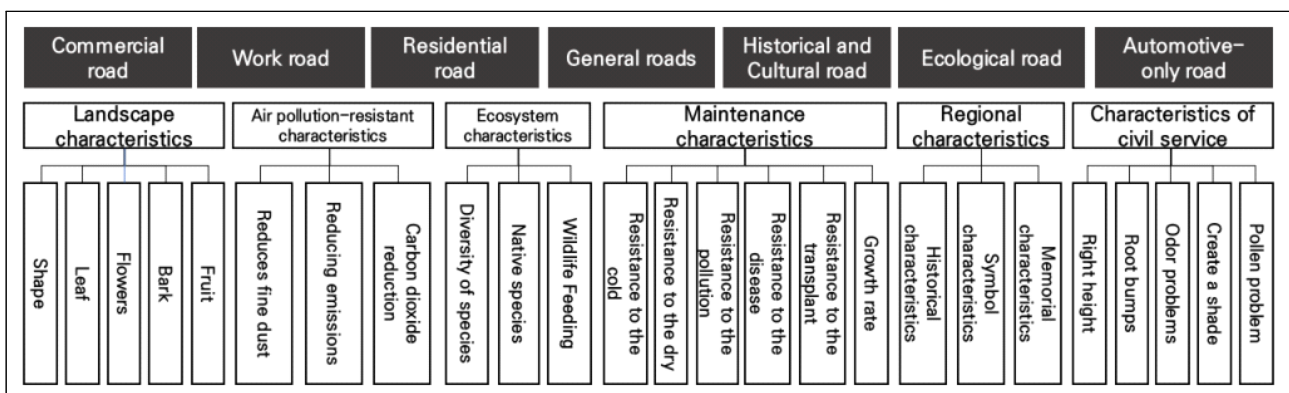 Commercial
road
Work road
Residential
road
General roads
Historical and
Cultural road
Ecological road
Automotive-
only road
Landscape
characteristics
Air pollution-resistant
characteristics
Ecosystem
characteristics
Maintenance
characteristics
Regional
characteristics
Characteristics of
civil service
Shape
Leaf
Flowers
Bark
Fruit
Reduces fine dust
Reducing emissions
Carbon dioxide
reduction
Diversity of species
Native species
Wildlife Feeding
Resistance to the
cold
Resistance to the dry
Resistance to the
pollution
Resistance to the
disease
Resistance to the
transplant
Growth rate
Historical
characteristics
Symbol
characteristics
Memorial
characteristics
Right height
Root bumps
Odor problems
Create a shade
Pollen problem